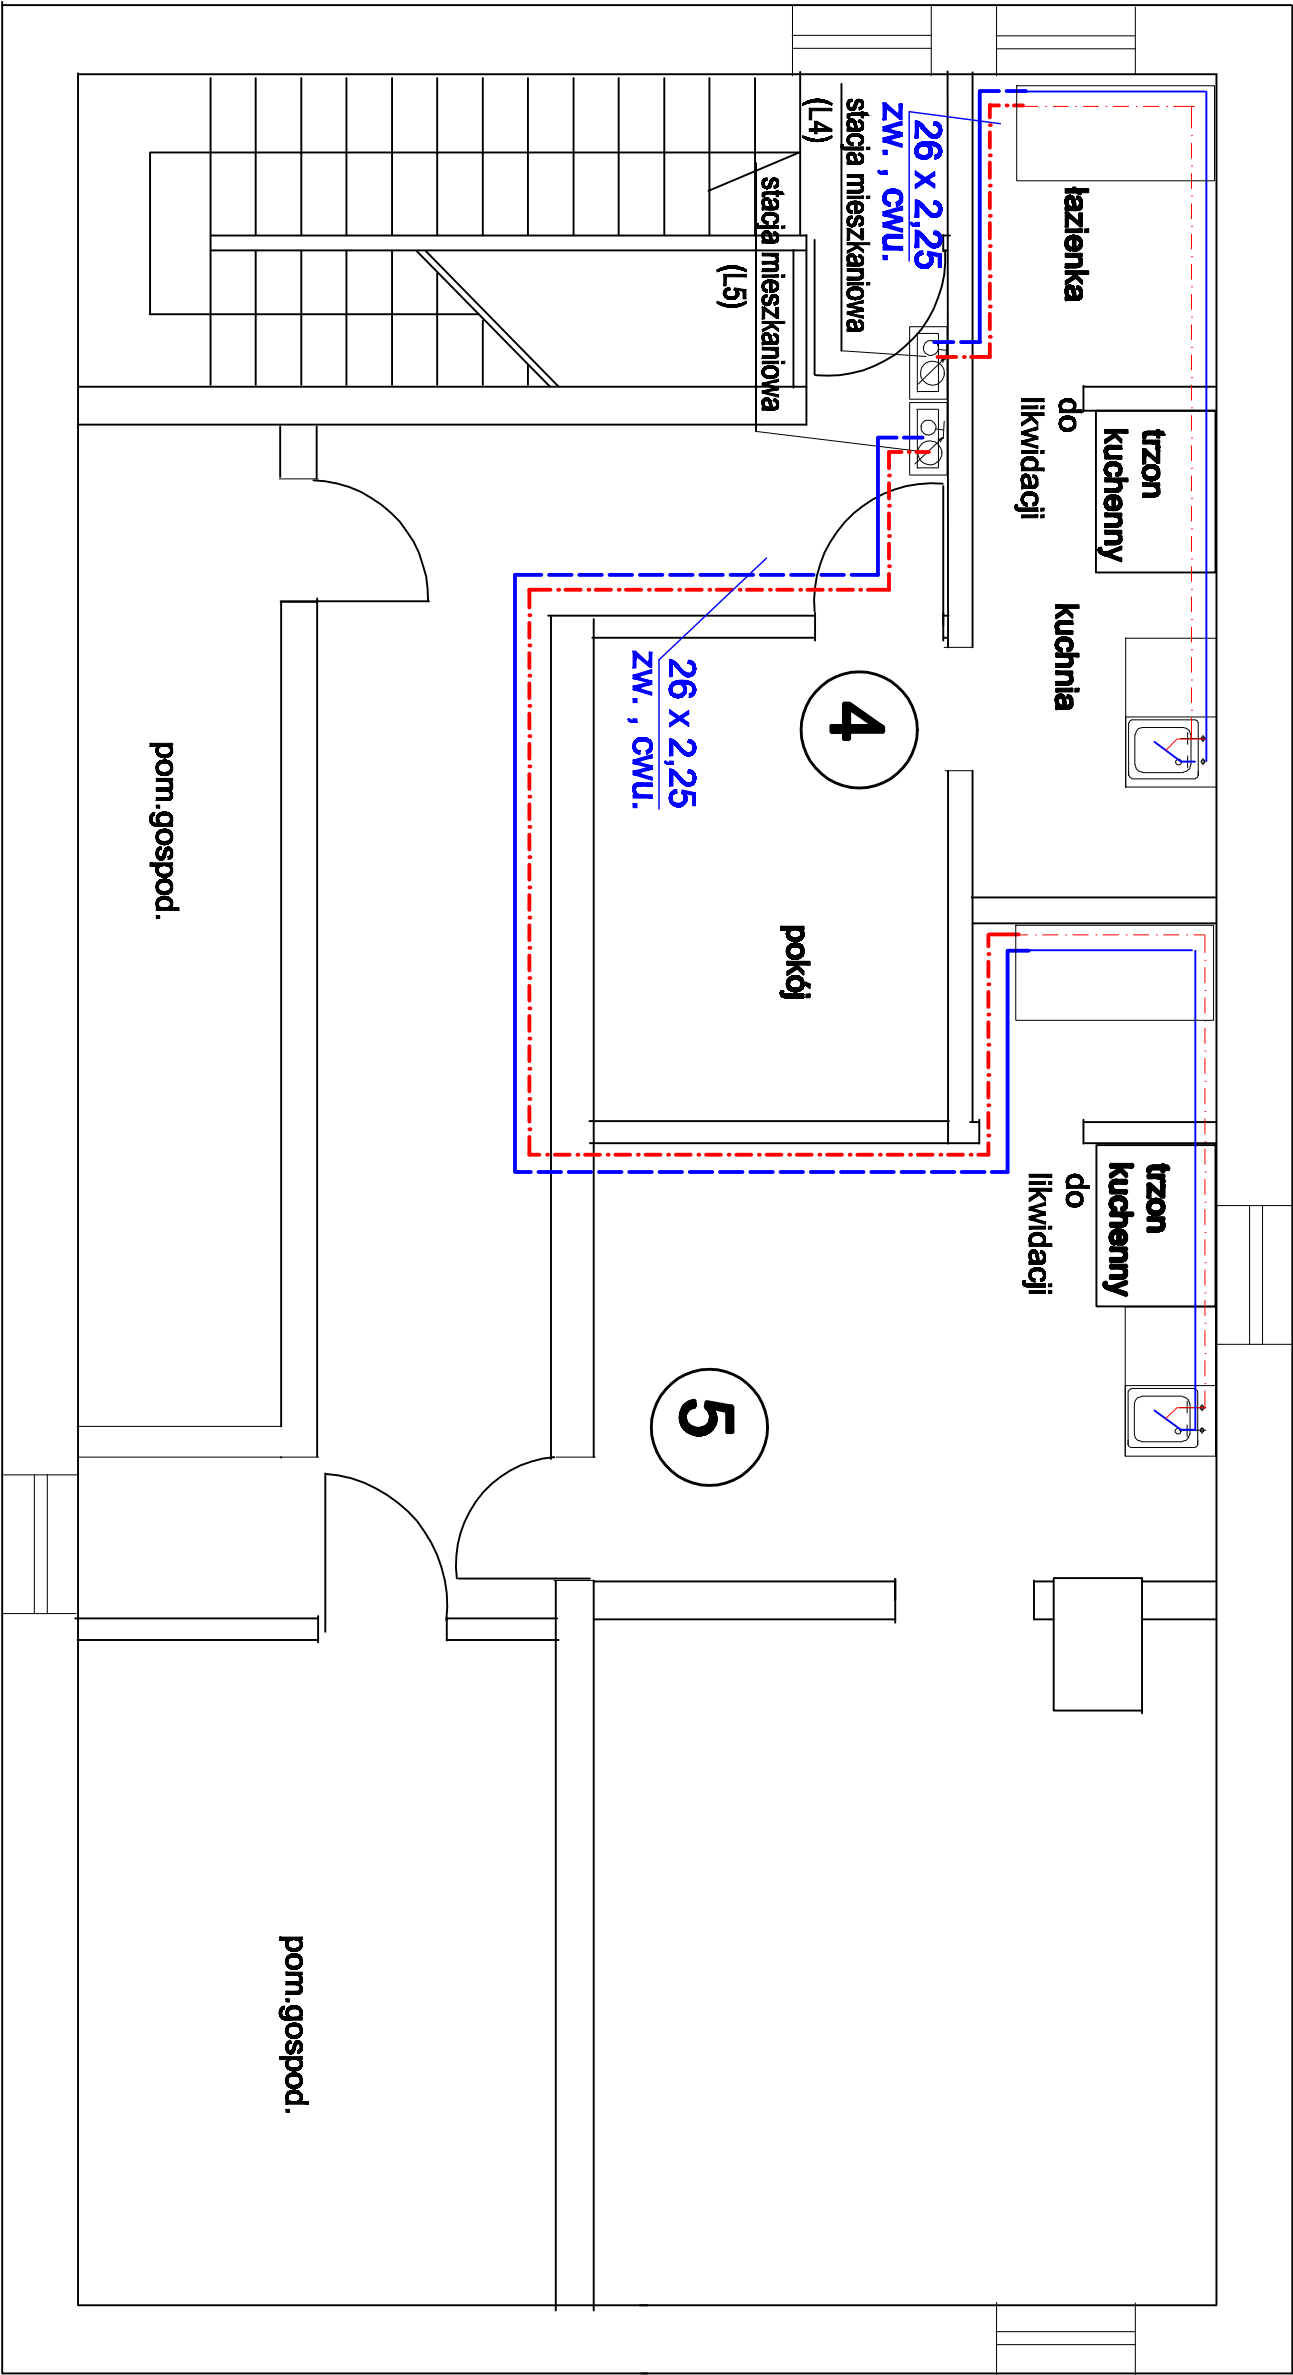 łazienka
26 x 2,25
zw. , cwu.
stacja mieszkaniowa
(L4)
stacja mieszkaniowa
(L5)
trzon
kuchenny
do
likwidacji
kuchnia
4
26 x 2,25
zw. , cwu.
pokój
pom.gospod.
trzon
kuchenny
do
likwidacji
5
pom.gospod.